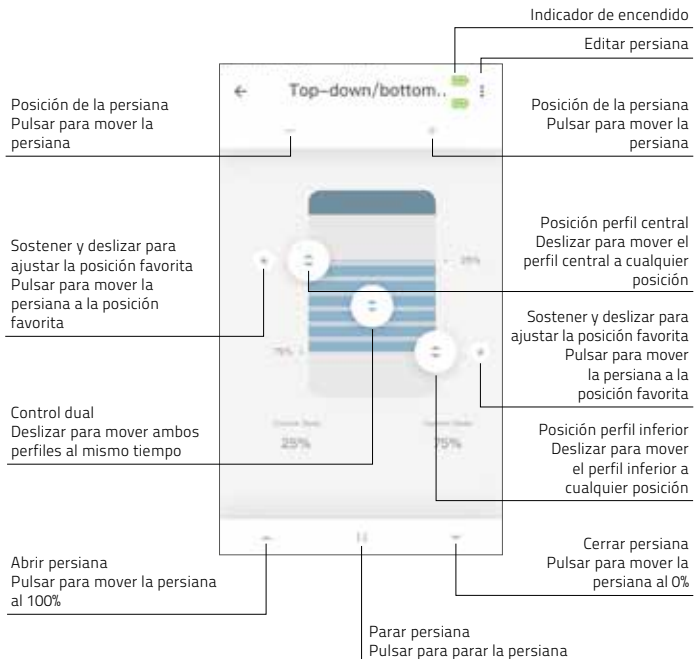 Indicador de encendido
Editar persiana
Top-down/bottom..
Posición de la persiana
Pulsar para mover la
persiana
Posición de la persiana
Pulsar para mover la
persiana
Sostener y deslizar para
ajustar la posición favorita
Pulsar para mover la
persiana a la posición
favorita
Posición perfil central
Deslizar para mover el
perfil central a cualquier
posición
25%
Sostener y deslizar para
ajustar la posición favorita
Pulsar para mover
la persiana a la
posición favorita
75%
Control dual
Deslizar para mover ambos
perfiles al mismo tiempo
25%
75%
Posición perfil inferior
Deslizar para mover
el perfil inferior a
cualquier posición
Abrir persiana
Pulsar para mover la persiana
al 100%
Cerrar persiana
Pulsar para mover la
persiana al 0%
Parar persiana
Pulsar para parar la persiana